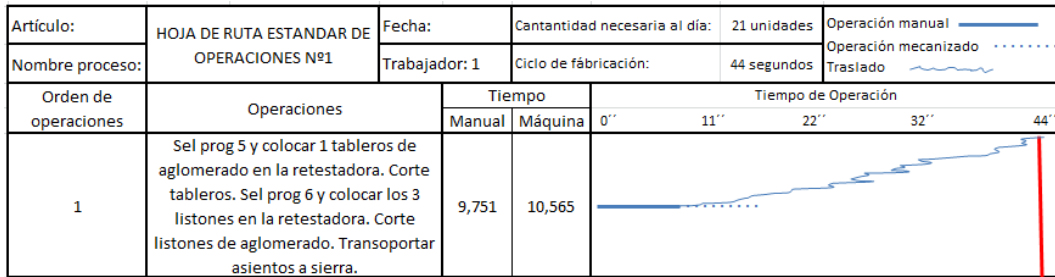 Artículo:
HOJA DE RUTA ESTANDAR DE
OPERACIONES Nº1
Fecha:
Cantantidad necesaria al día:
21 unidades
Operación manual
Operación mecanizado
Nombre proceso:
Trabajador: 1
Ciclo de fábricación:
44 segundos
Traslado
Orden de
operaciones
Operaciones
Tiempo
Manual
Máquina
Tiempo de Operación
0´´ 11´´ 22´´ 32´´ 44´´
1
Sel prog 5 y colocar 1 tableros de
aglomerado en la retestadora. Corte
tableros. Sel prog 6 y colocar los 3
listones en la retestadora. Corte
listones de aglomerado. Transoportar
asientos a sierra.
9,751
10,565